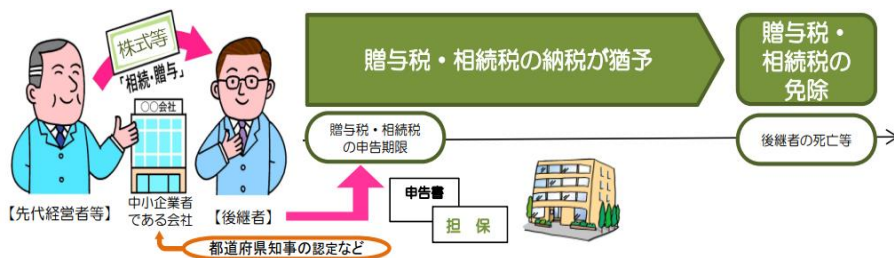 株式等
「相続・贈与」
〇〇会社
【先代経営者等】
中小企業者
である会社
【後継者】
都道府県知事の認定など
贈与税・相続税の納税が猶予
贈与税・
相続税の
免除
贈与税・相続税
の申告期限
後継者の死亡等
申告書
担 保